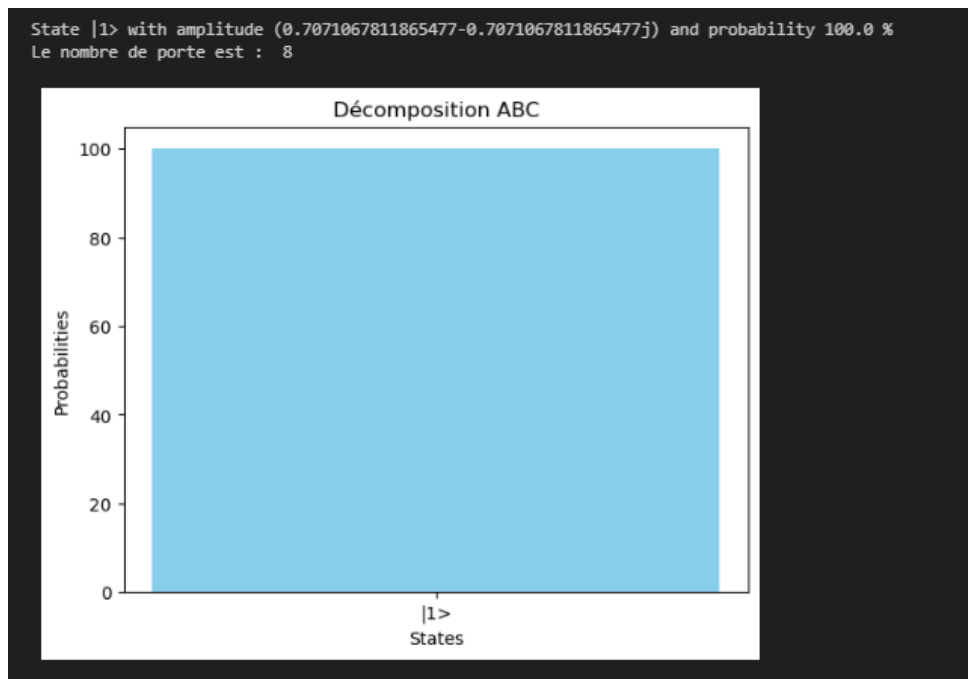 State |1> with amplitude (0.7071067811865477-0.7071067811865477j) and probability 100.0 %
Le nombre de porte est :  8
Décomposition ABC
100
80
60
40
20
0
Probabilities
|1>
States